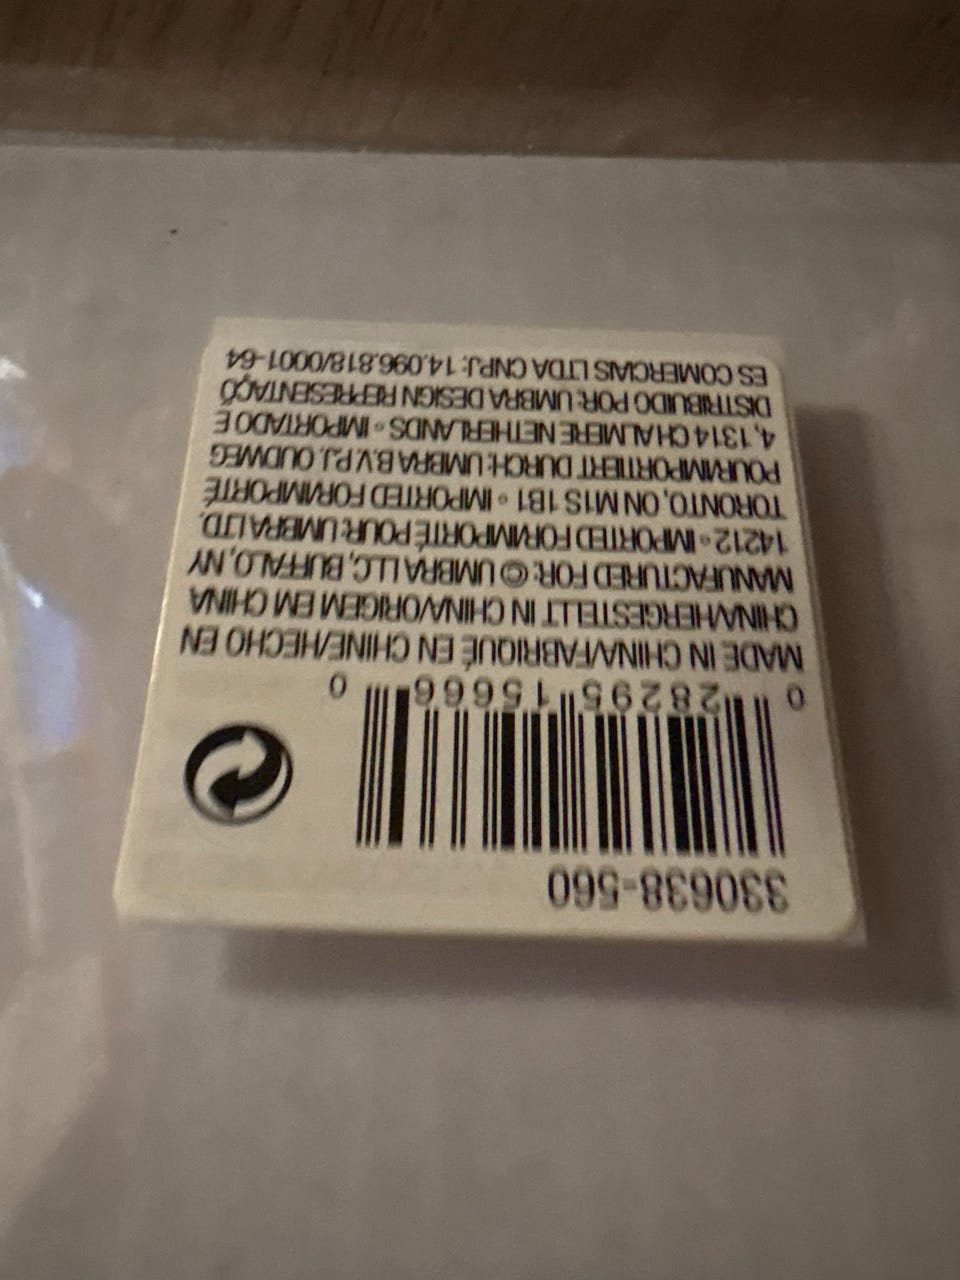 330638-560
0 28295 15666 0
MADE IN CHINA/FABRIQUÉ EN CHINE/HECHO EN
CHINA/HERGESTELLT IN CHINA/ORIGEM EM CHINA
MANUFACTURED FOR: © UMBRA LLC, BUFFALO, NY
14212 • IMPORTED FOR/IMPORTÉ POUR: UMBRA LTD.
TORONTO, ON M1S 1B1 • IMPORTED FOR/IMPORTÉ
POUR/IMPORTIERT DURCH: UMBRA B.V. P.J. OUDWEG
4, 1314 CH ALMERE NETHERLANDS • IMPORTADO E
DISTRIBUIDO POR: UMBRA DESIGN REPRESENTAÇÕ
ES COMERCAIS LTDA CNPJ: 14.096.818/0001-64